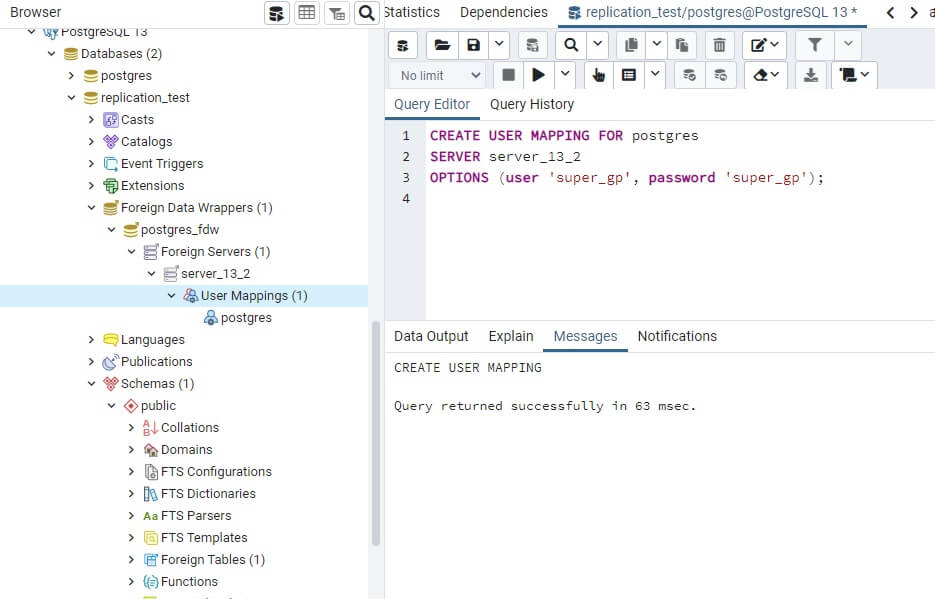 Browser
PostgreSQL 13
Databases (2)
postgres
replication_test
Casts
Catalogs
Event Triggers
Extensions
Foreign Data Wrappers (1)
postgres_fdw
Foreign Servers (1)
server_13_2
User Mappings (1)
postgres
Languages
Publications
Schemas (1)
public
Collations
Domains
FTS Configurations
FTS Dictionaries
Aa FTS Parsers
FTS Templates
Foreign Tables (1)
Functions
Statistics Dependencies replication_test/postgres@PostgreSQL 13 *
No limit
Query Editor Query History
1 CREATE USER MAPPING FOR postgres
2 SERVER server_13_2
3 OPTIONS (user 'super_gp', password 'super_gp');
4
Data Output Explain Messages Notifications
CREATE USER MAPPING
Query returned successfully in 63 msec.